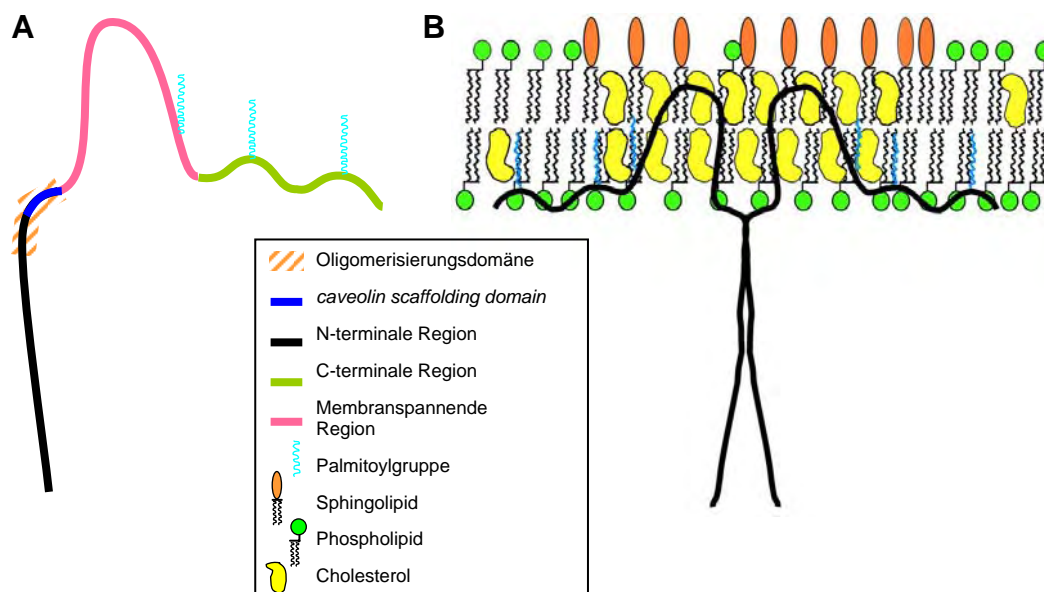 A
B
Oligomerisierungsdomäne
caveolin scaffolding domain
N-terminale Region
C-terminale Region
Membranspannende
Region
Palmitoylgruppe
Sphingolipid
Phospholipid
Cholesterol